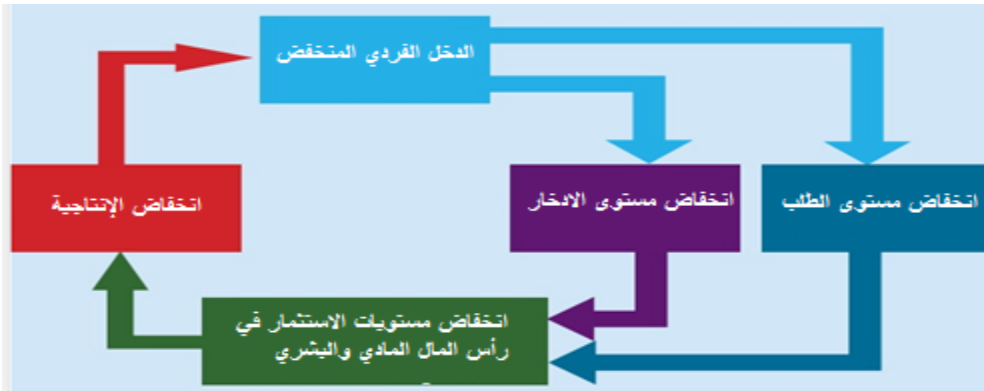 الدخل الفردي المنخفض
انخفاض مستوى الطلب
انخفاض مستوى الادخار
انخفاض الإنتاجية
انخفاض مستويات الاستثمار في
رأس المال المادي والبشري